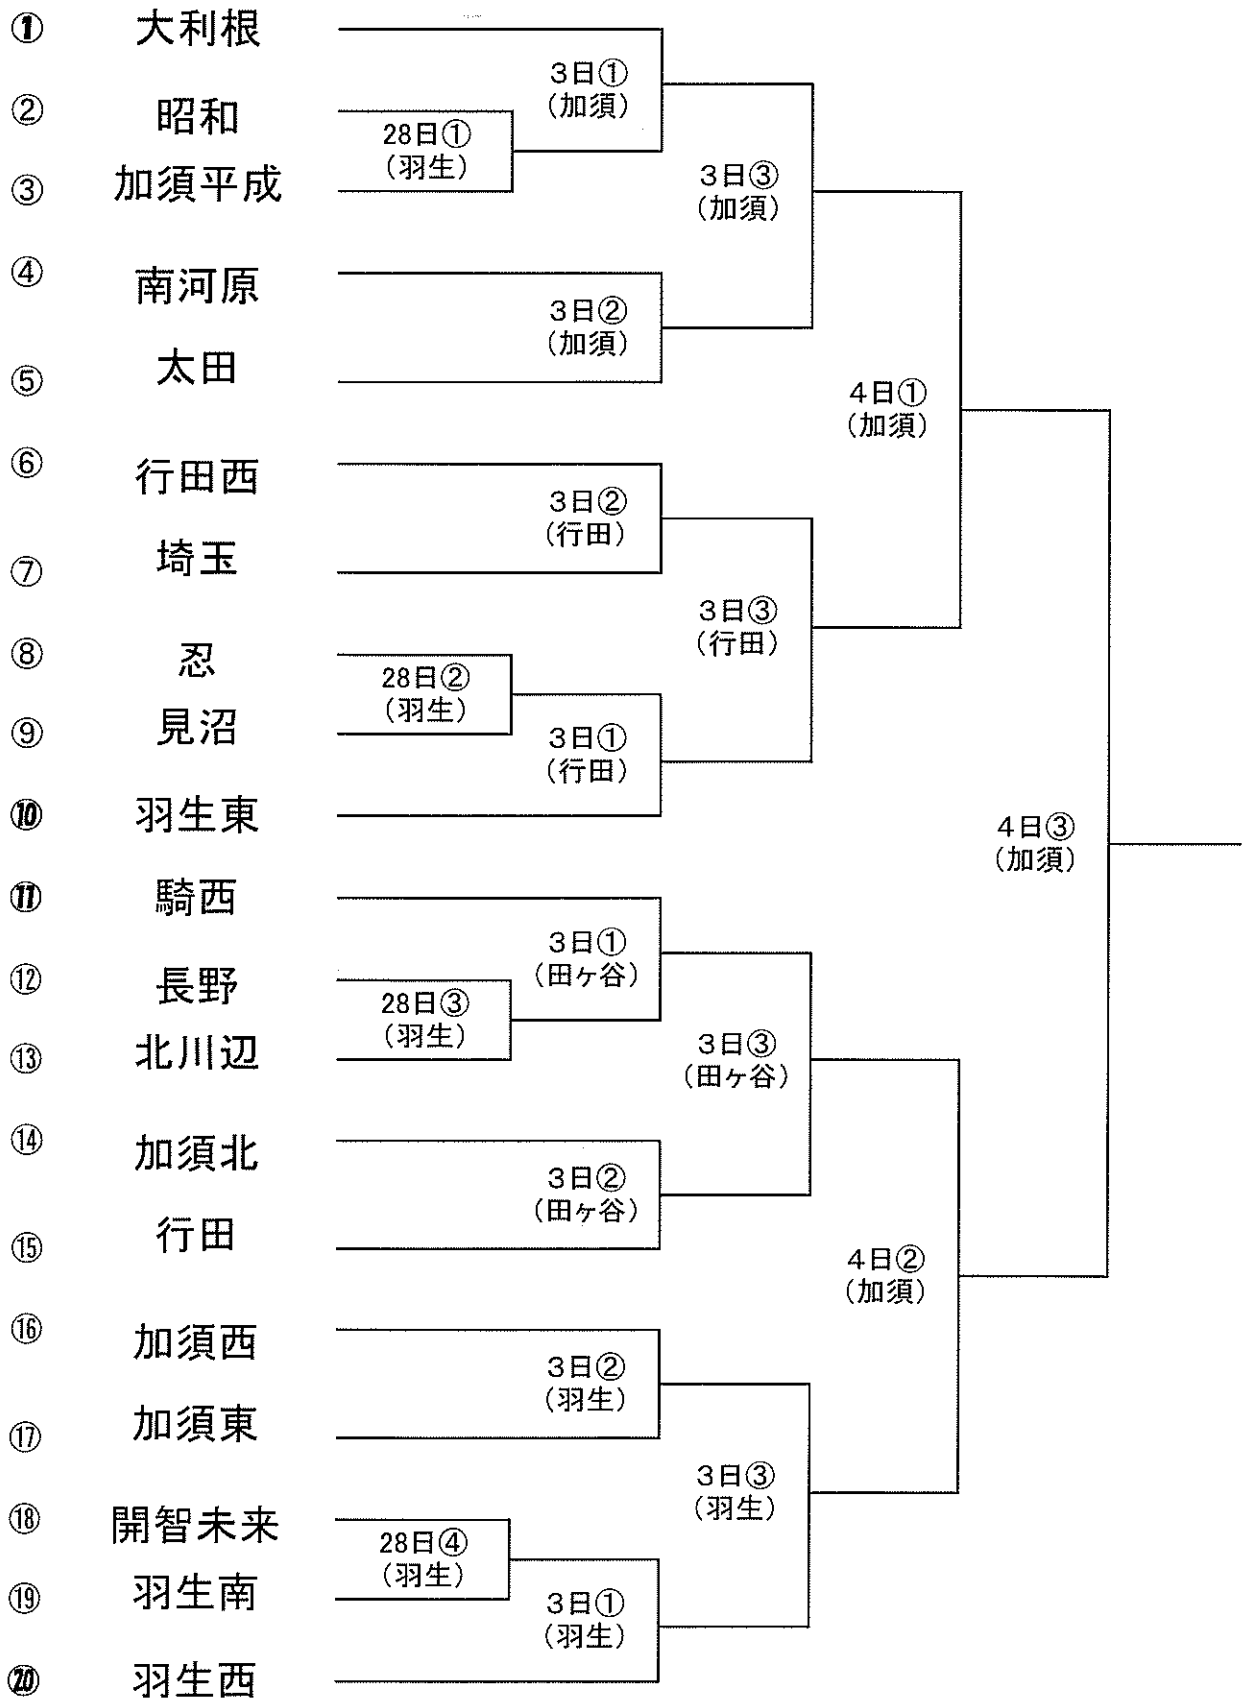 ① 大利根
② 昭和
③ 加須平成
④ 南河原
⑤ 太田
⑥ 行田西
⑦ 埼玉
⑧ 忍
⑨ 見沼
⑩ 羽生東
⑪ 騎西
⑫ 長野
⑬ 北川辺
⑭ 加須北
⑮ 行田
⑯ 加須西
⑰ 加須東
⑱ 開智未来
⑲ 羽生南
⑳ 羽生西
28日①
(羽生)
28日②
(羽生)
28日③
(羽生)
28日④
(羽生)
3日①
(加須)
3日②
(加須)
3日②
(行田)
3日①
(行田)
3日①
(田ヶ谷)
3日②
(田ヶ谷)
3日②
(羽生)
3日①
(羽生)
3日③
(加須)
3日③
(行田)
3日③
(田ヶ谷)
3日③
(羽生)
4日①
(加須)
4日②
(加須)
4日③
(加須)